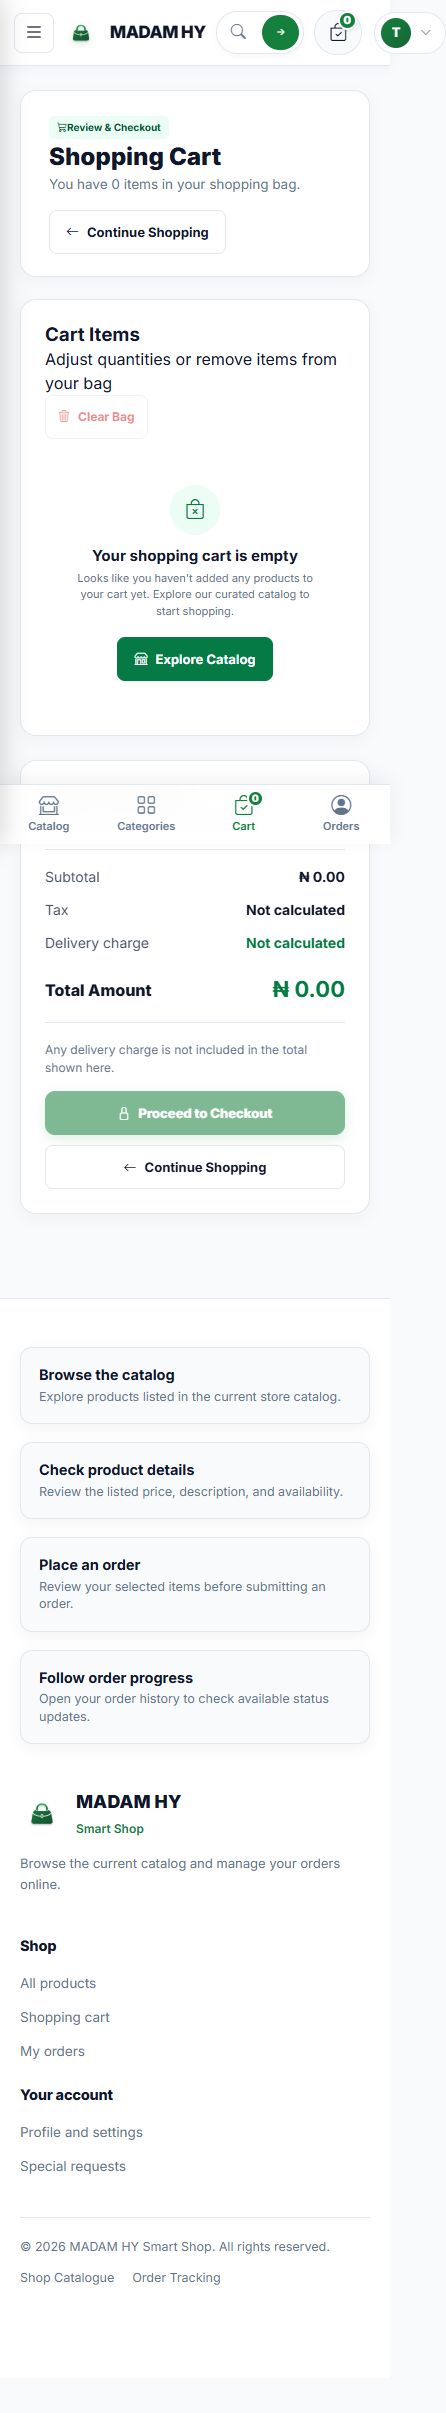 MADAM HY
0
T
Review & Checkout
Shopping Cart
You have 0 items in your shopping bag.
Continue Shopping
Cart Items
Adjust quantities or remove items from
your bag
Clear Bag
Your shopping cart is empty
Looks like you haven't added any products to
your cart yet. Explore our curated catalog to
start shopping.
Explore Catalog
Catalog
Categories
0
Cart
Orders
Subtotal ₦ 0.00
Tax Not calculated
Delivery charge Not calculated
Total Amount ₦ 0.00
Any delivery charge is not included in the total
shown here.
Proceed to Checkout
Continue Shopping
Browse the catalog
Explore products listed in the current store catalog.
Check product details
Review the listed price, description, and availability.
Place an order
Review your selected items before submitting an
order.
Follow order progress
Open your order history to check available status
updates.
MADAM HY
Smart Shop
Browse the current catalog and manage your orders
online.
Shop
All products
Shopping cart
My orders
Your account
Profile and settings
Special requests
© 2026 MADAM HY Smart Shop. All rights reserved.
Shop Catalogue Order Tracking